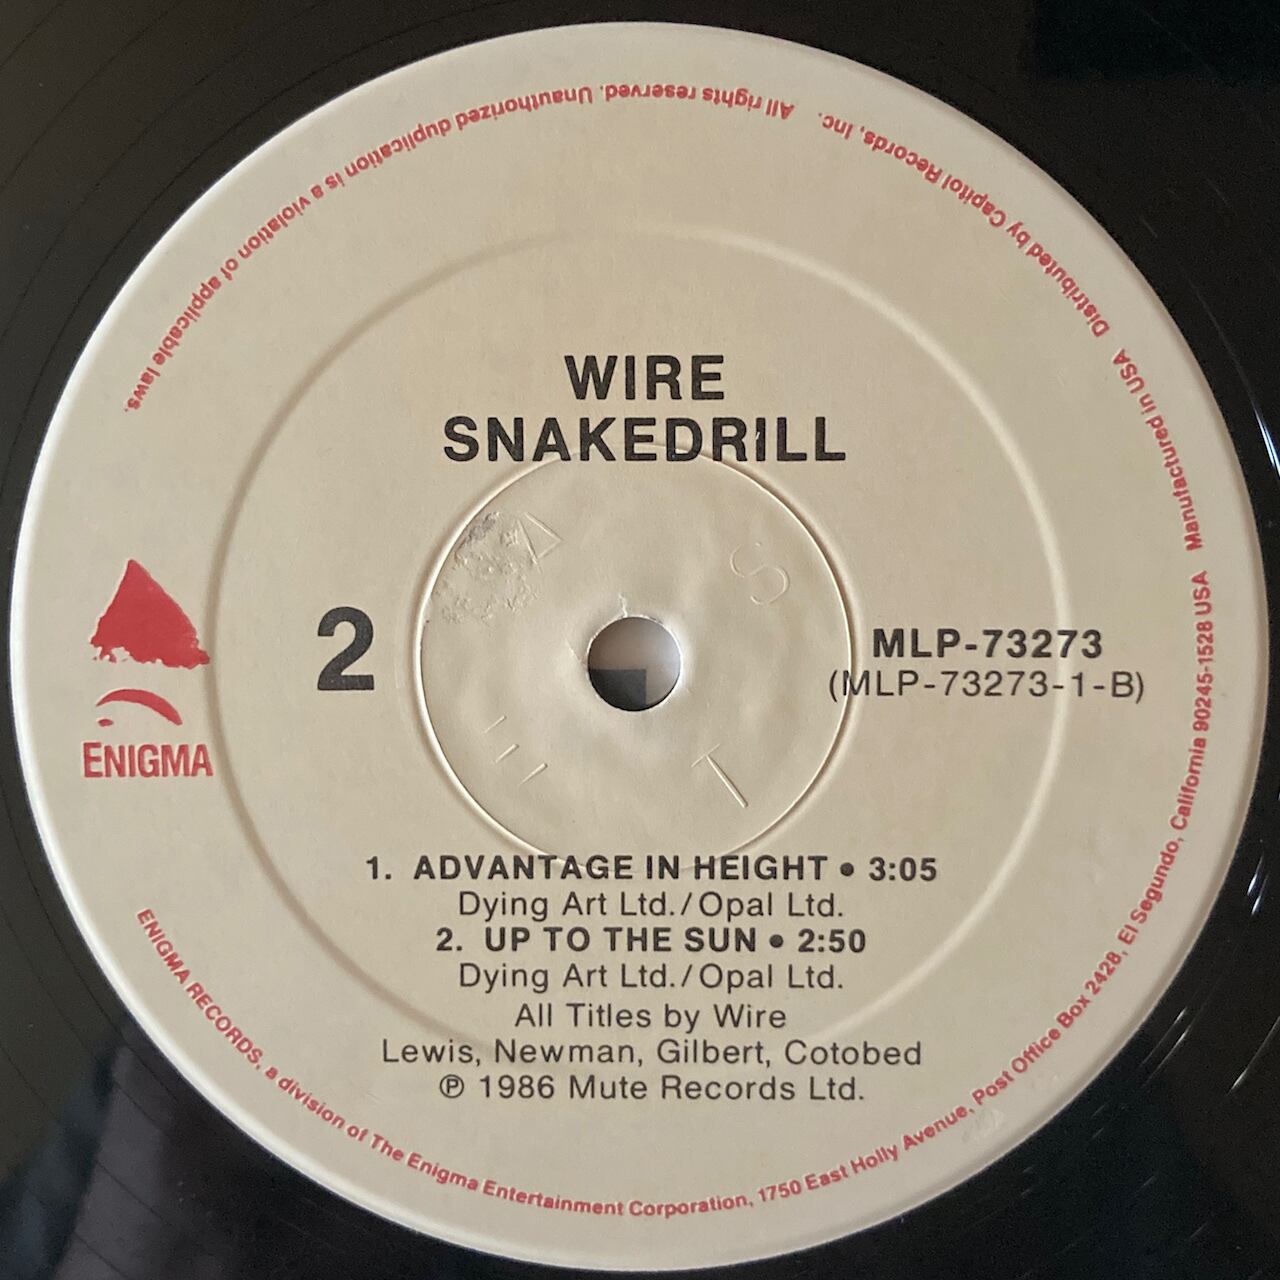 WIRE
SNAKEDRILL
2
MLP-73273
(MLP-73273-1-B)
ENIGMA
1. ADVANTAGE IN HEIGHT • 3:05
Dying Art Ltd./Opal Ltd.
2. UP TO THE SUN • 2:50
Dying Art Ltd./Opal Ltd.
All Titles by Wire
Lewis, Newman, Gilbert, Cotobed
℗ 1986 Mute Records Ltd.
ENIGMA RECORDS, a division of The Enigma Entertainment Corporation, 1750 East Holly Avenue, Post Office Box 2428, El Segundo, California 90245-1528 USA Manufactured in USA Distributed by Capitol Records, Inc. All rights reserved. Unauthorized duplication is a violation of applicable laws.